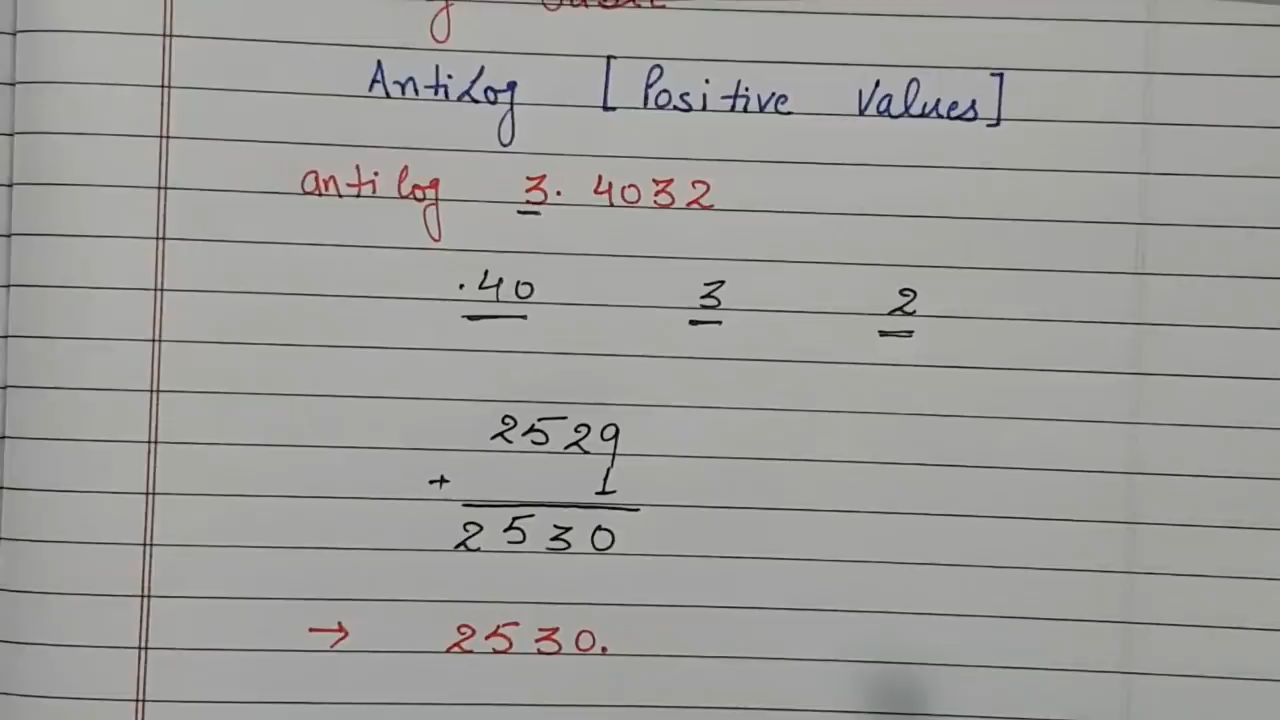 AntiLog [Positive Values]
antilog 3.4032
.40 3 2
2529
+ 1
2530
→ 2530.